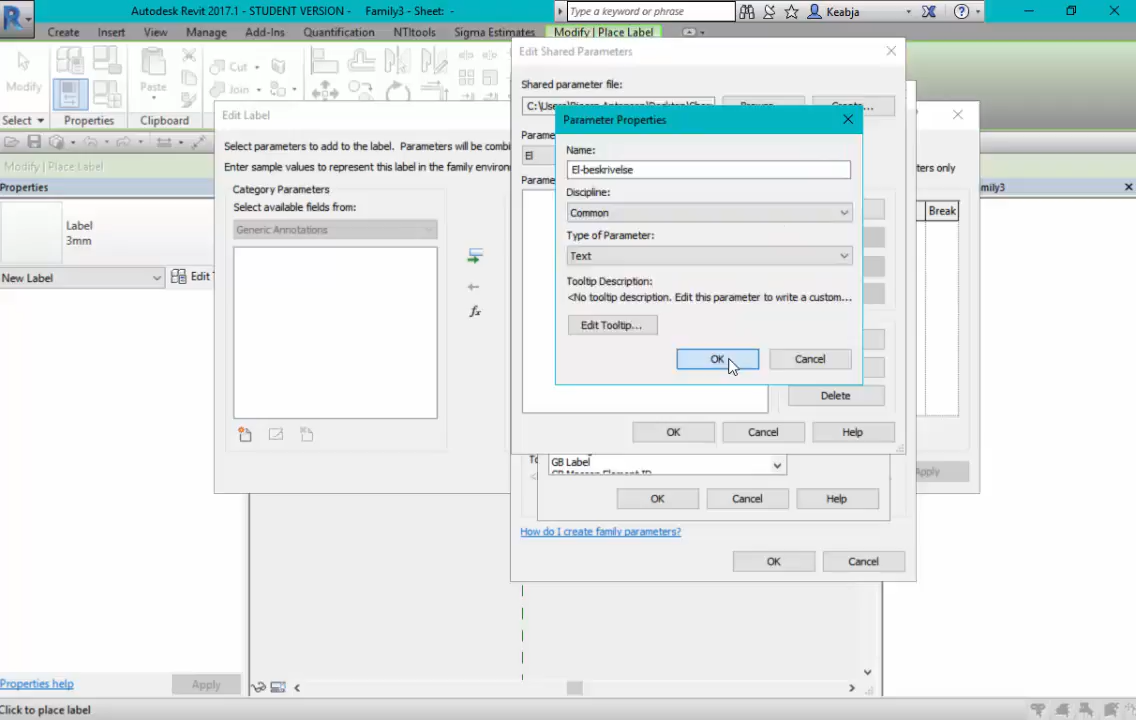 Autodesk Revit 2017.1 - STUDENT VERSION - Family3 - Sheet: -
Type a keyword or phrase
Keabja
Create Insert View Manage Add-Ins Quantification NTItools Sigma Estimates Modify | Place Label
Modify
Paste
Cut
Join
Select Properties Clipboard
Modify | Place Label
Properties
Label
3mm
New Label
Edit
Properties help
Apply
Click to place label
Edit Label
Select parameters to add to the label. Parameters will be
Enter sample values to represent this label in the family
Category Parameters
Select available fields from:
Generic Annotations
fx
Edit Shared Parameters
Shared parameter file:
Create...
El
Parameter Properties
Name:
El-beskrivelse
Discipline:
Common
Type of Parameter:
Text
Tooltip Description:
<No tooltip description. Edit this parameter to write a custom...
Edit Tooltip...
OK Cancel
Delete
OK Cancel Help
GB Label
OK Cancel Help
How do I create family parameters?
OK Cancel
Break
Apply